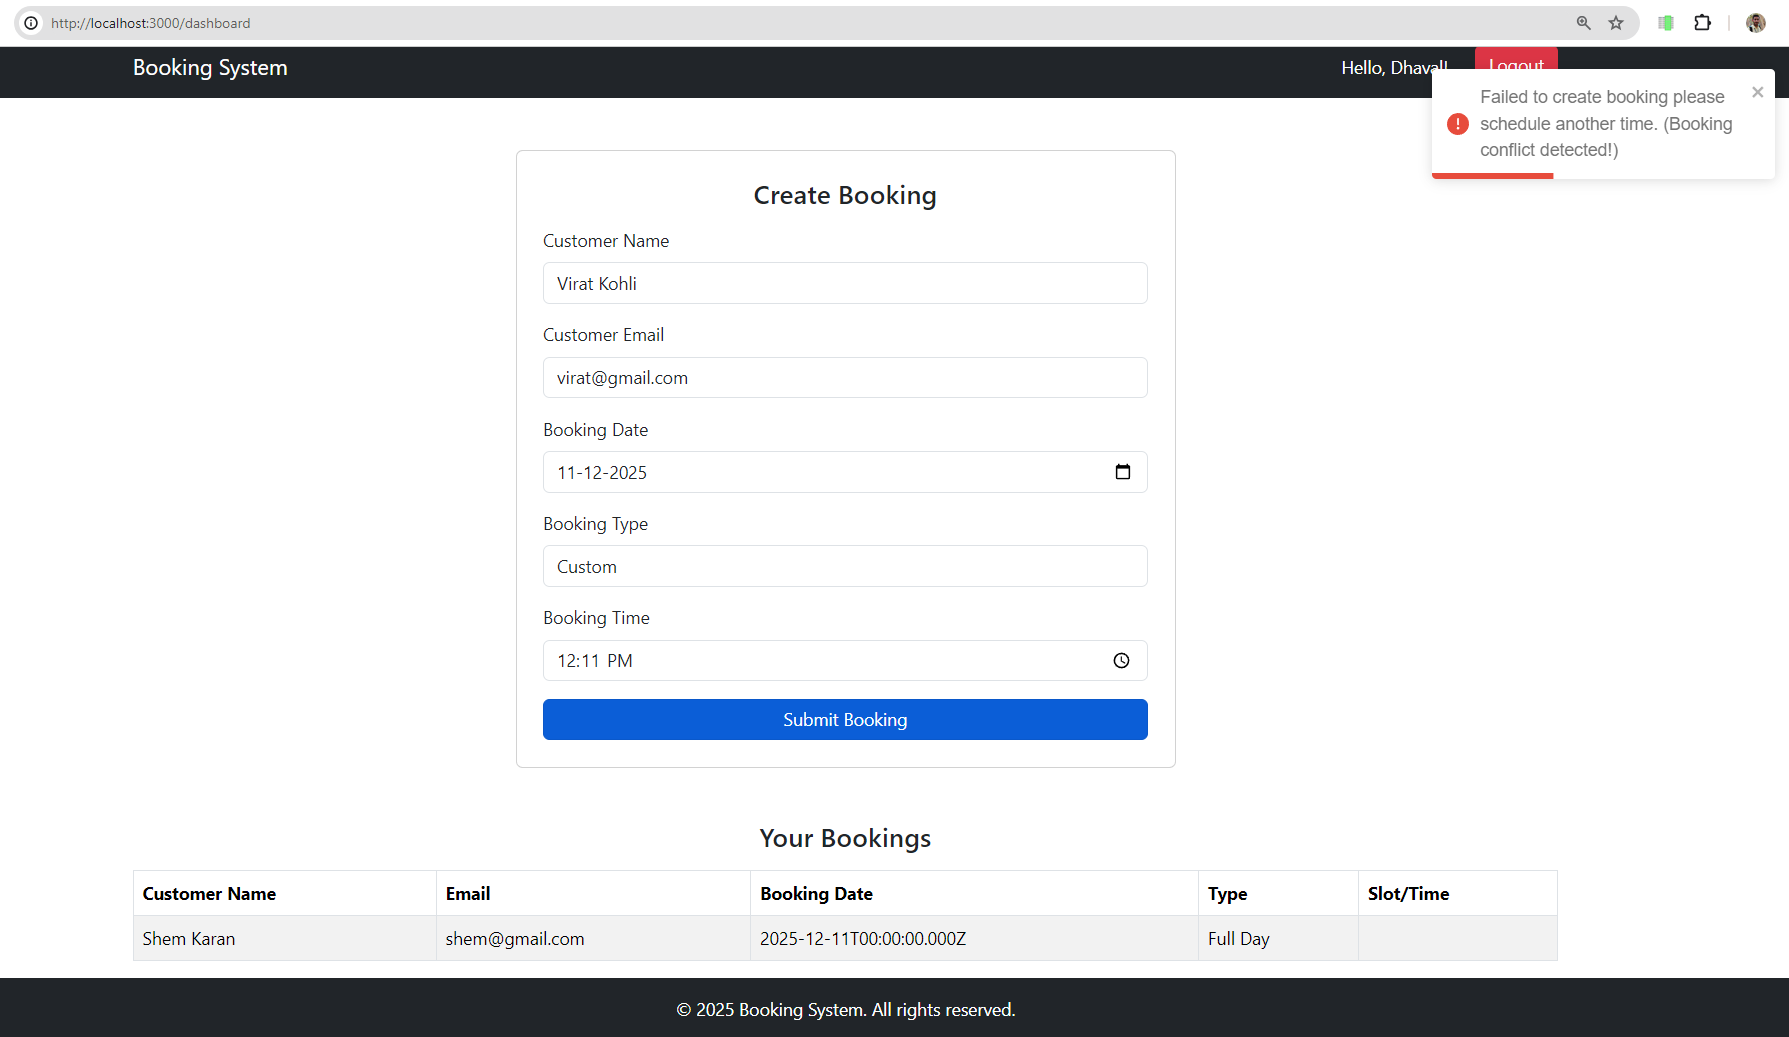 http://localhost:3000/dashboard
Booking System
Hello, Dhaval!
Logout
Failed to create booking please
schedule another time. (Booking
conflict detected!)
Create Booking
Customer Name
Virat Kohli
Customer Email
virat@gmail.com
Booking Date
11-12-2025
Booking Type
Custom
Booking Time
12:11 PM
Submit Booking
Your Bookings
Customer Name Email Booking Date Type Slot/Time
Shem Karan shem@gmail.com 2025-12-11T00:00:00.000Z Full Day
© 2025 Booking System. All rights reserved.